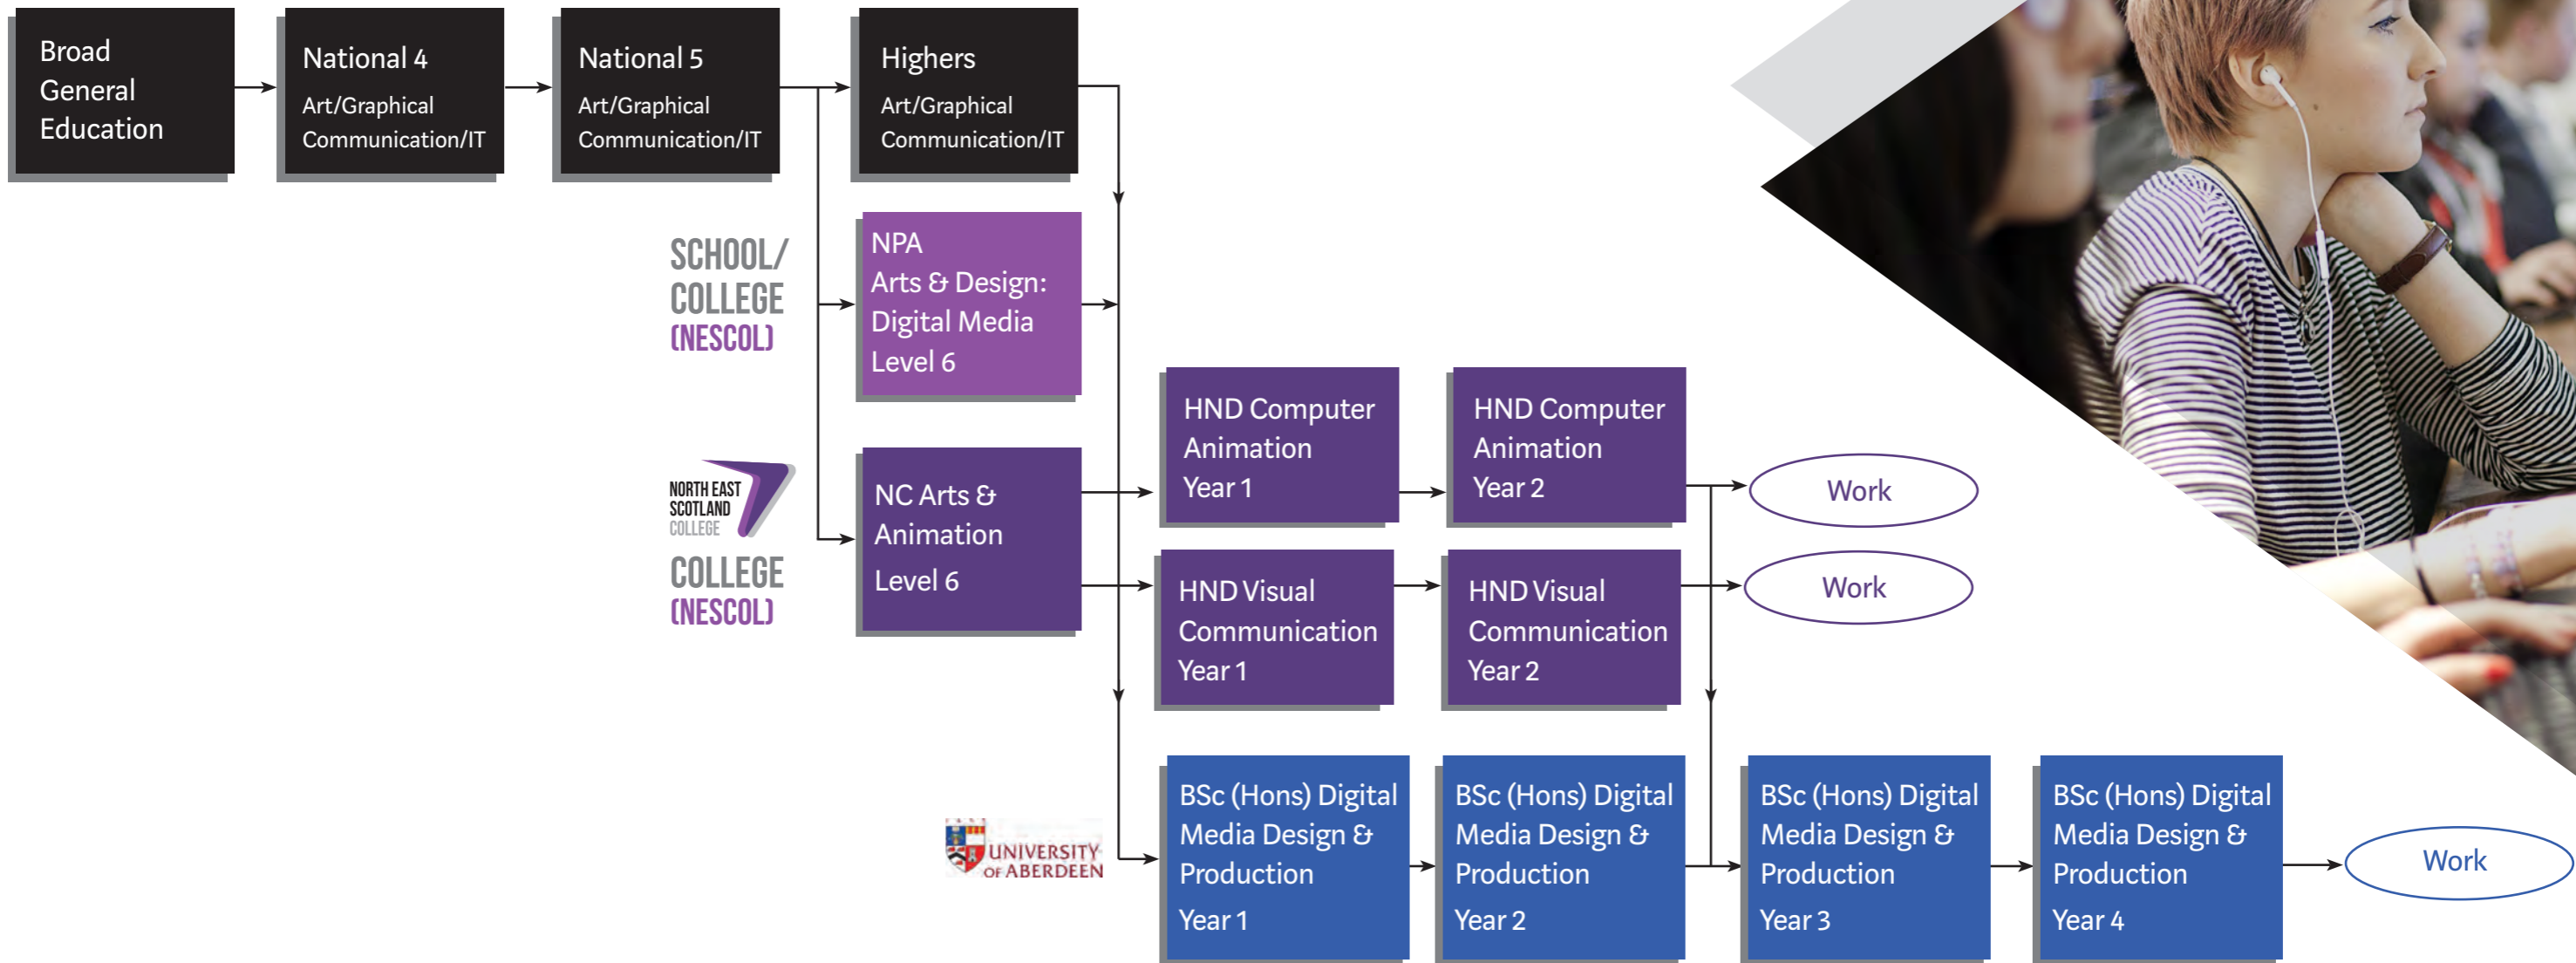 Broad
General
Education
National 4
Art/Graphical
Communication/IT
National 5
Art/Graphical
Communication/IT
Highers
Art/Graphical
Communication/IT
SCHOOL/
COLLEGE
(NESCOL)
NPA
Arts & Design:
Digital Media
Level 6
NORTH EAST
SCOTLAND
COLLEGE
COLLEGE
(NESCOL)
NC Arts &
Animation
Level 6
HND Computer
Animation
Year 1
HND Computer
Animation
Year 2
Work
HND Visual
Communication
Year 1
HND Visual
Communication
Year 2
Work
UNIVERSITY
OF ABERDEEN
BSc (Hons) Digital
Media Design &
Production
Year 1
BSc (Hons) Digital
Media Design &
Production
Year 2
BSc (Hons) Digital
Media Design &
Production
Year 3
BSc (Hons) Digital
Media Design &
Production
Year 4
Work